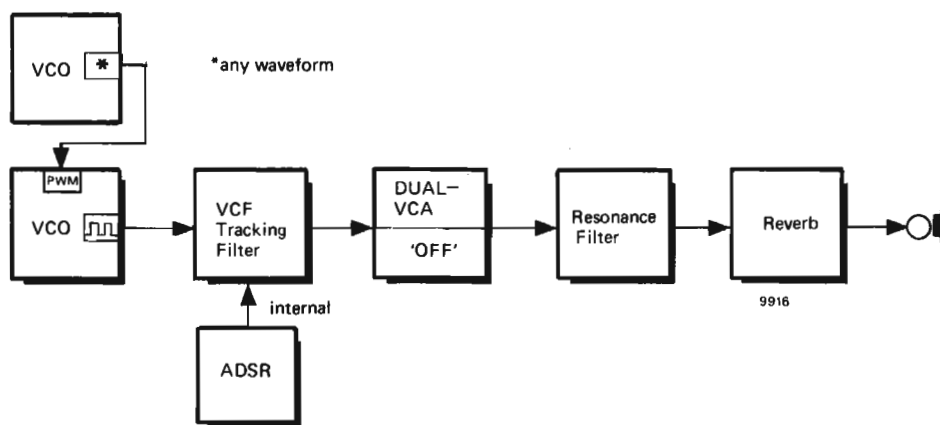 VCO
*
*any waveform
PWM
VCO
VCF
Tracking
Filter
DUAL-
VCA
'OFF'
Resonance
Filter
Reverb
9916
internal
ADSR